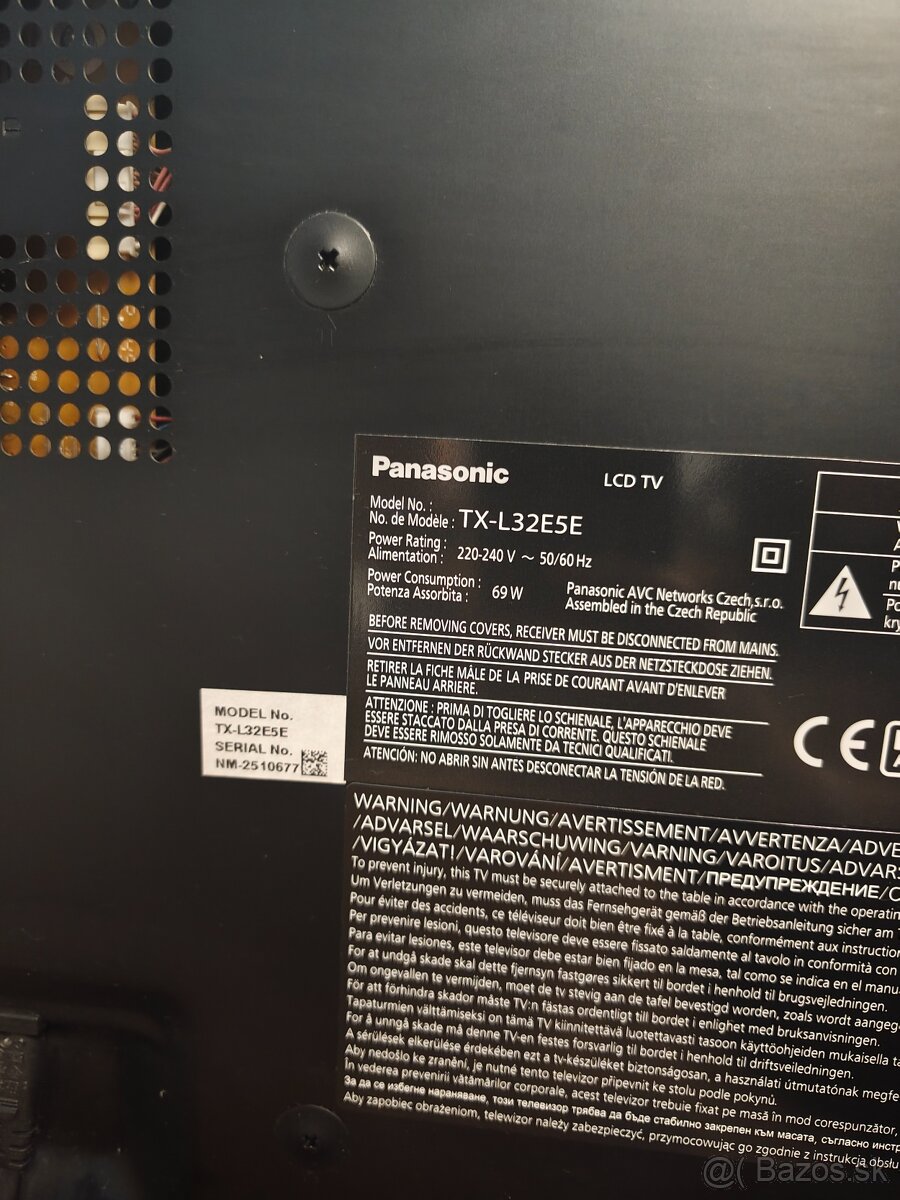 Panasonic
LCD TV
Model No. :
No. de Modèle : TX-L32E5E
Power Rating :
Alimentation : 220-240 V ~ 50/60 Hz
Power Consumption :
Potenza Assorbita : 69 W
Panasonic AVC Networks Czech,s.r.o.
Assembled in the Czech Republic
BEFORE REMOVING COVERS, RECEIVER MUST BE DISCONNECTED FROM MAINS.
VOR ENTFERNEN DER RÜCKWAND STECKER AUS DER NETZSTECKDOSE ZIEHEN.
RETIRER LA FICHE MÂLE DE LA PRISE DE COURANT AVANT D'ENLEVER
LE PANNEAU ARRIERE.
ATTENZIONE : PRIMA DI TOGLIERE LO SCHIENALE, L'APPARECCHIO DEVE
ESSERE STACCATO DALLA PRESA DI CORRENTE. QUESTO SCHIENALE
DEVE ESSERE RIMOSSO SOLAMENTE DA TECNICI QUALIFICATI.
ATENCIÓN: NO ABRIR SIN ANTES DESCONECTAR LA TENSIÓN DE LA RED.
CE
MODEL No.
TX-L32E5E
SERIAL No.
NM-2510677
WARNING/WARNUNG/AVERTISSEMENT/AVVERTENZA/ADVE
/ADVARSEL/WAARSCHUWING/VARNING/VAROITUS/ADVARS
/VIGYÁZAT!/VAROVÁNÍ/AVERTISMENT/ПРЕДУПРЕЖДЕНИЕ/O
To prevent injury, this TV must be securely attached to the table in accordance with the operatin
Um Verletzungen zu vermeiden, muss das Fernsehgerät gemäß der Betriebsanleitung sicher am
Pour éviter des accidents, ce téléviseur doit bien être fixé à la table, conformément aux instruction
Per prevenire lesioni, questo televisore deve essere fissato saldamente al tavolo in conformità con
Para evitar lesiones, este televisor debe estar bien fijado en la mesa, tal como se indica en el manu
For at undgå skade skal dette fjernsyn fastgøres sikkert til bordet i henhold til brugsvejledningen.
Om ongevallen te vermijden, moet de tv stevig aan de tafel bevestigd worden, zoals wordt aangege
För att förhindra skador måste TV:n fästas ordentligt till bordet i enlighet med bruksanvisningen.
Tapaturmien välttämiseksi on tämä TV kiinnitettävä luotettavasti tasoon käyttöohjeiden mukaisella ta
For å unngå skade må denne TV-en festes forsvarlig til bordet i henhold til driftsveiledningen.
A sérülések elkerülése érdekében ezt a tv-készüléket biztonságosan, a használati útmutatónak megfe
Aby nedošlo ke zranění, je nutné tento televizor připevnit ke stolu podle pokynů.
În vederea prevenirii vătămărilor corporale, acest televizor trebuie fixat pe masă în mod corespunzător,
За да се избегне нараняване, този телевизор трябва да бъде стабилно закрепен към масата, съгласно инстр
Aby zapobiec obrażeniom, telewizor należy zabezpieczyć, przymocowując go zgodnie z instrukcją obsłu
@( Bazos.sk